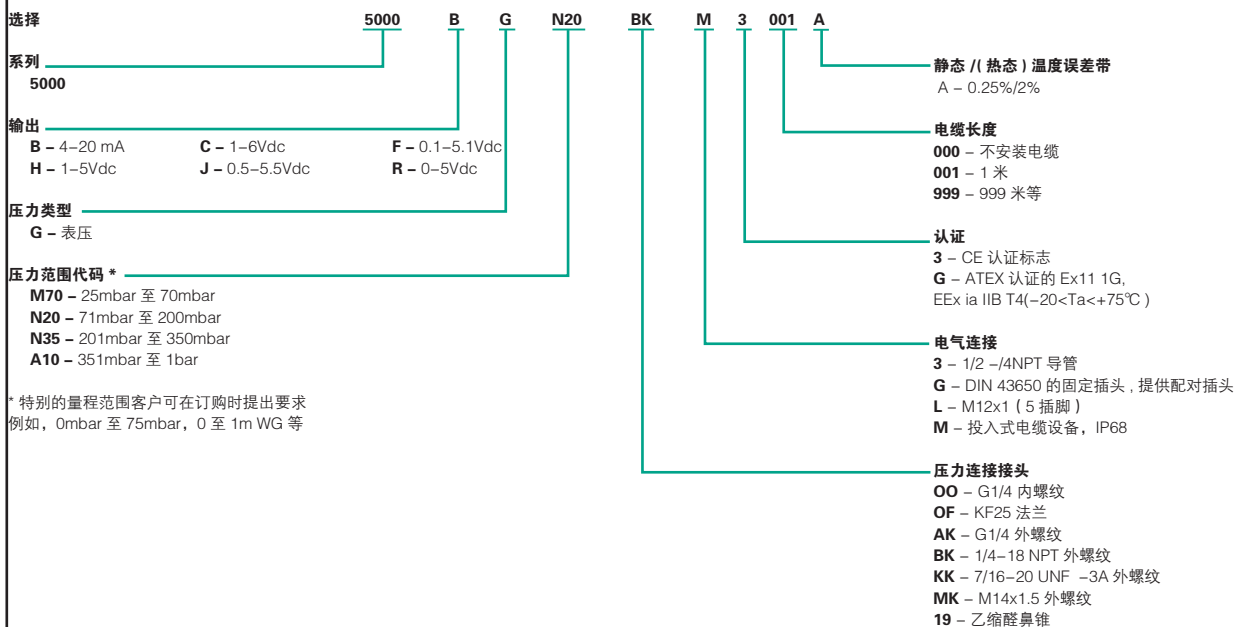 选择 5000 B G N20 BK M 3 001 A
系列
5000
输出
B – 4–20 mA C – 1–6Vdc F – 0.1–5.1Vdc
H – 1–5Vdc J – 0.5–5.5Vdc R – 0–5Vdc
压力类型
G – 表压
压力范围代码 *
M70 – 25mbar 至 70mbar
N20 – 71mbar 至 200mbar
N35 – 201mbar 至 350mbar
A10 – 351mbar 至 1bar
* 特别的量程范围客户可在订购时提出要求
例如，0mbar 至 75mbar，0 至 1m WG 等
静态 /( 热态 ) 温度误差带
A – 0.25%/2%
电缆长度
000 – 不安装电缆
001 – 1 米
999 – 999 米等
认证
3 – CE 认证标志
G – ATEX 认证的 Ex11 1G,
EEx ia IIB T4(–20<Ta<+75℃ )
电气连接
3 – 1/2 –/4NPT 导管
G – DIN 43650 的固定插头 , 提供配对插头
L – M12x1 ( 5 插脚 )
M – 投入式电缆设备，IP68
压力连接接头
OO – G1/4 内螺纹
OF – KF25 法兰
AK – G1/4 外螺纹
BK – 1/4–18 NPT 外螺纹
KK – 7/16–20 UNF –3A 外螺纹
MK – M14x1.5 外螺纹
19 – 乙缩醛鼻锥